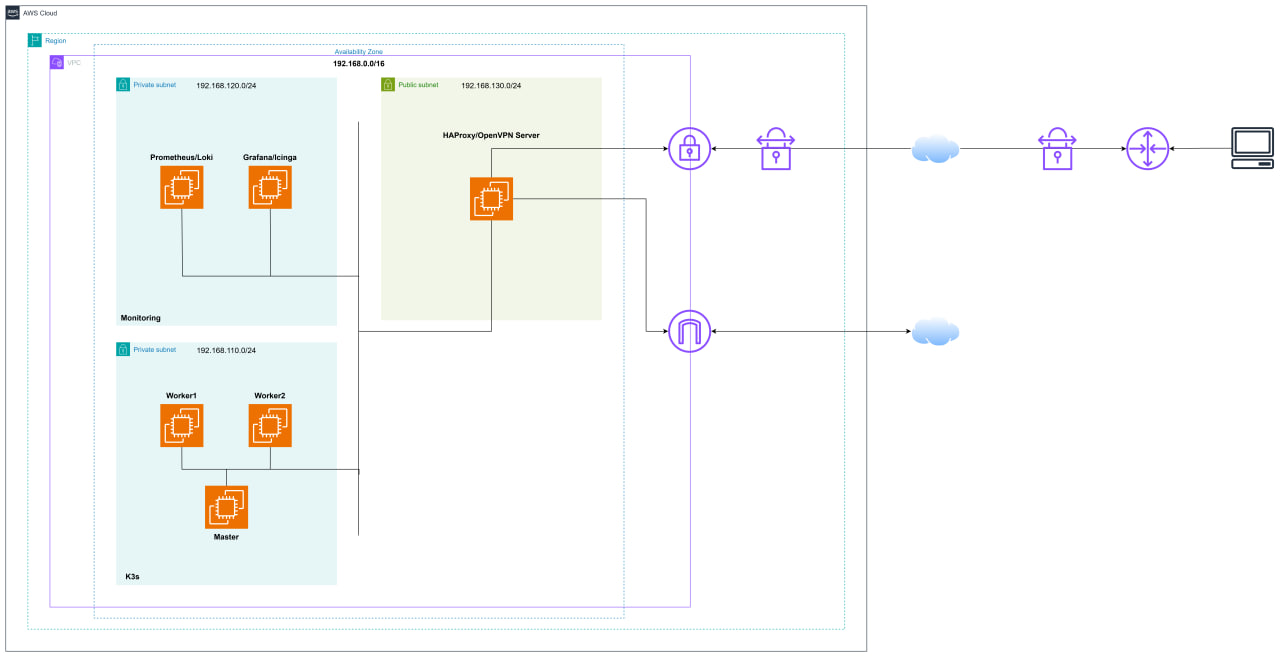 aws
AWS Cloud
Region
Availability Zone
VPC
192.168.0.0/16
Private subnet
192.168.120.0/24
Public subnet
192.168.130.0/24
HAProxy/OpenVPN Server
Prometheus/Loki
Grafana/Icinga
Monitoring
Private subnet
192.168.110.0/24
Worker1
Worker2
Master
K3s